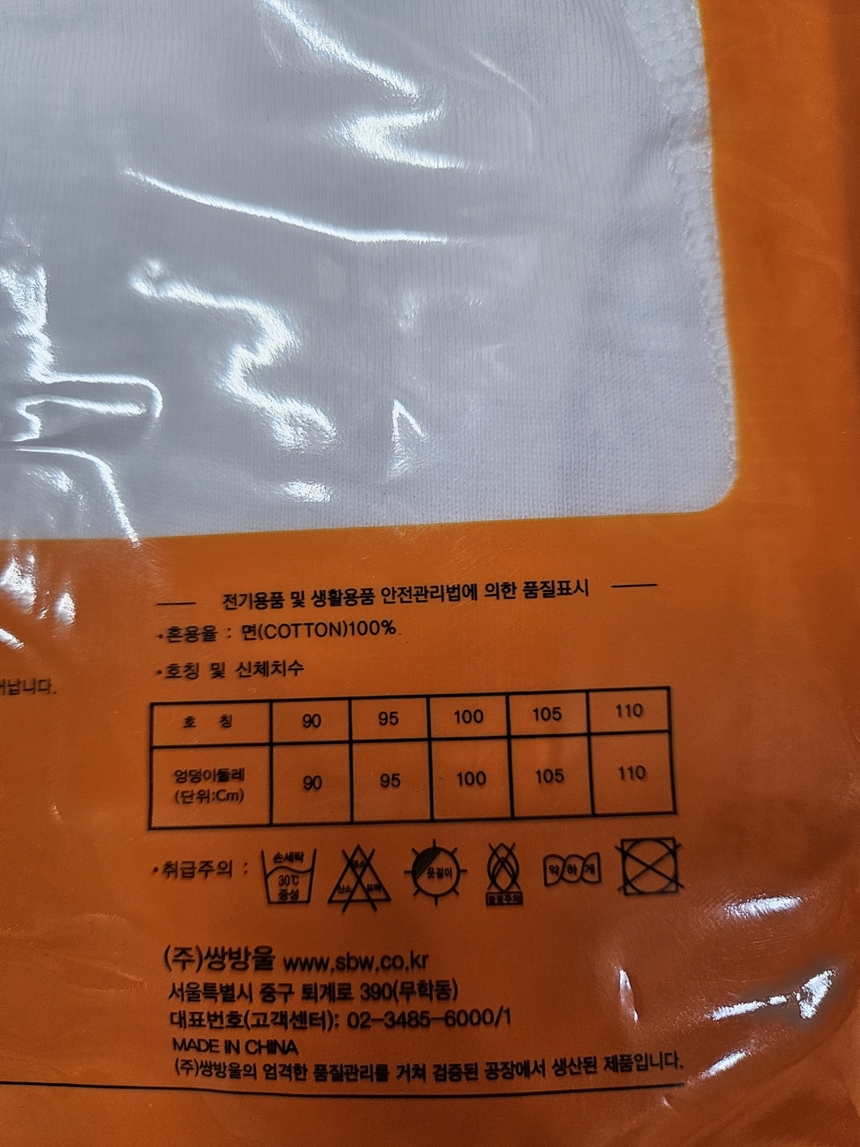 전기용품 및 생활용품 안전관리법에 의한 품질표시
•혼용율 : 면(COTTON)100%
•호칭 및 신체치수
호 칭 90 95 100 105 110
엉덩이둘레
(단위:Cm) 90 95 100 105 110
•취급주의 :
손세탁
30℃
중성
옷걸이
약하게
납니다.
(주)쌍방울 www.sbw.co.kr
서울특별시 중구 퇴계로 390(무학동)
대표번호(고객센터): 02-3485-6000/1
MADE IN CHINA
(주)쌍방울의 엄격한 품질관리를 거쳐 검증된 공장에서 생산된 제품입니다.